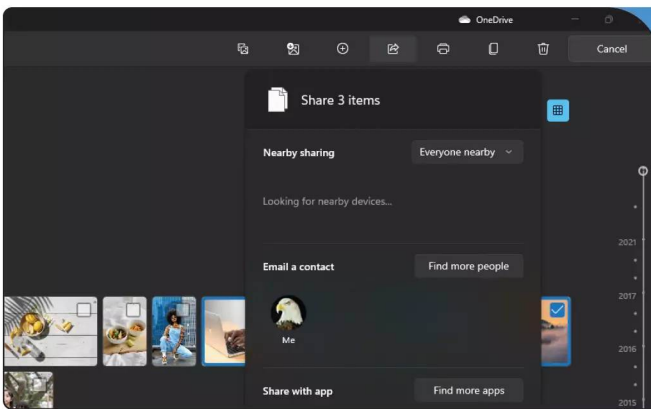 OneDrive
Cancel
Share 3 items
Nearby sharing
Everyone nearby
Looking for nearby devices...
2021
Email a contact
Find more people
2017
Me
2016
Share with app
Find more apps
2015